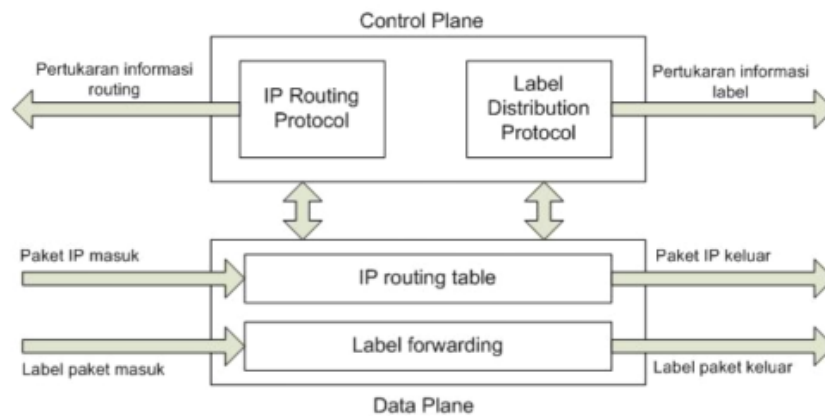 Control Plane
Pertukaran informasi
routing
IP Routing
Protocol
Label
Distribution
Protocol
Pertukaran informasi
label
Paket IP masuk
IP routing table
Paket IP keluar
Label paket masuk
Label forwarding
Label paket keluar
Data Plane